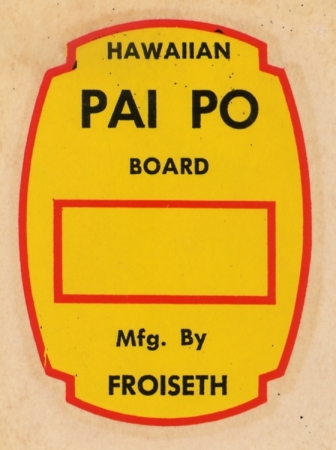 HAWAIIAN
PAI PO
BOARD
Mfg. By
FROISETH